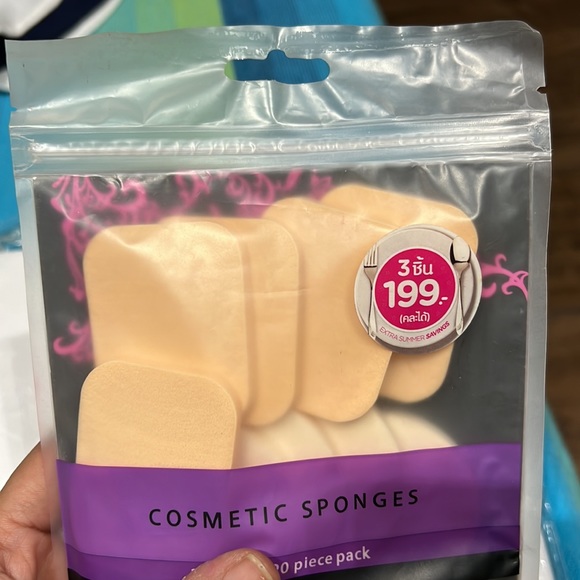 3 ชิ้น
199.-
(คละได้)
EXTRA SUMMER SAVINGS
COSMETIC SPONGES
piece pack